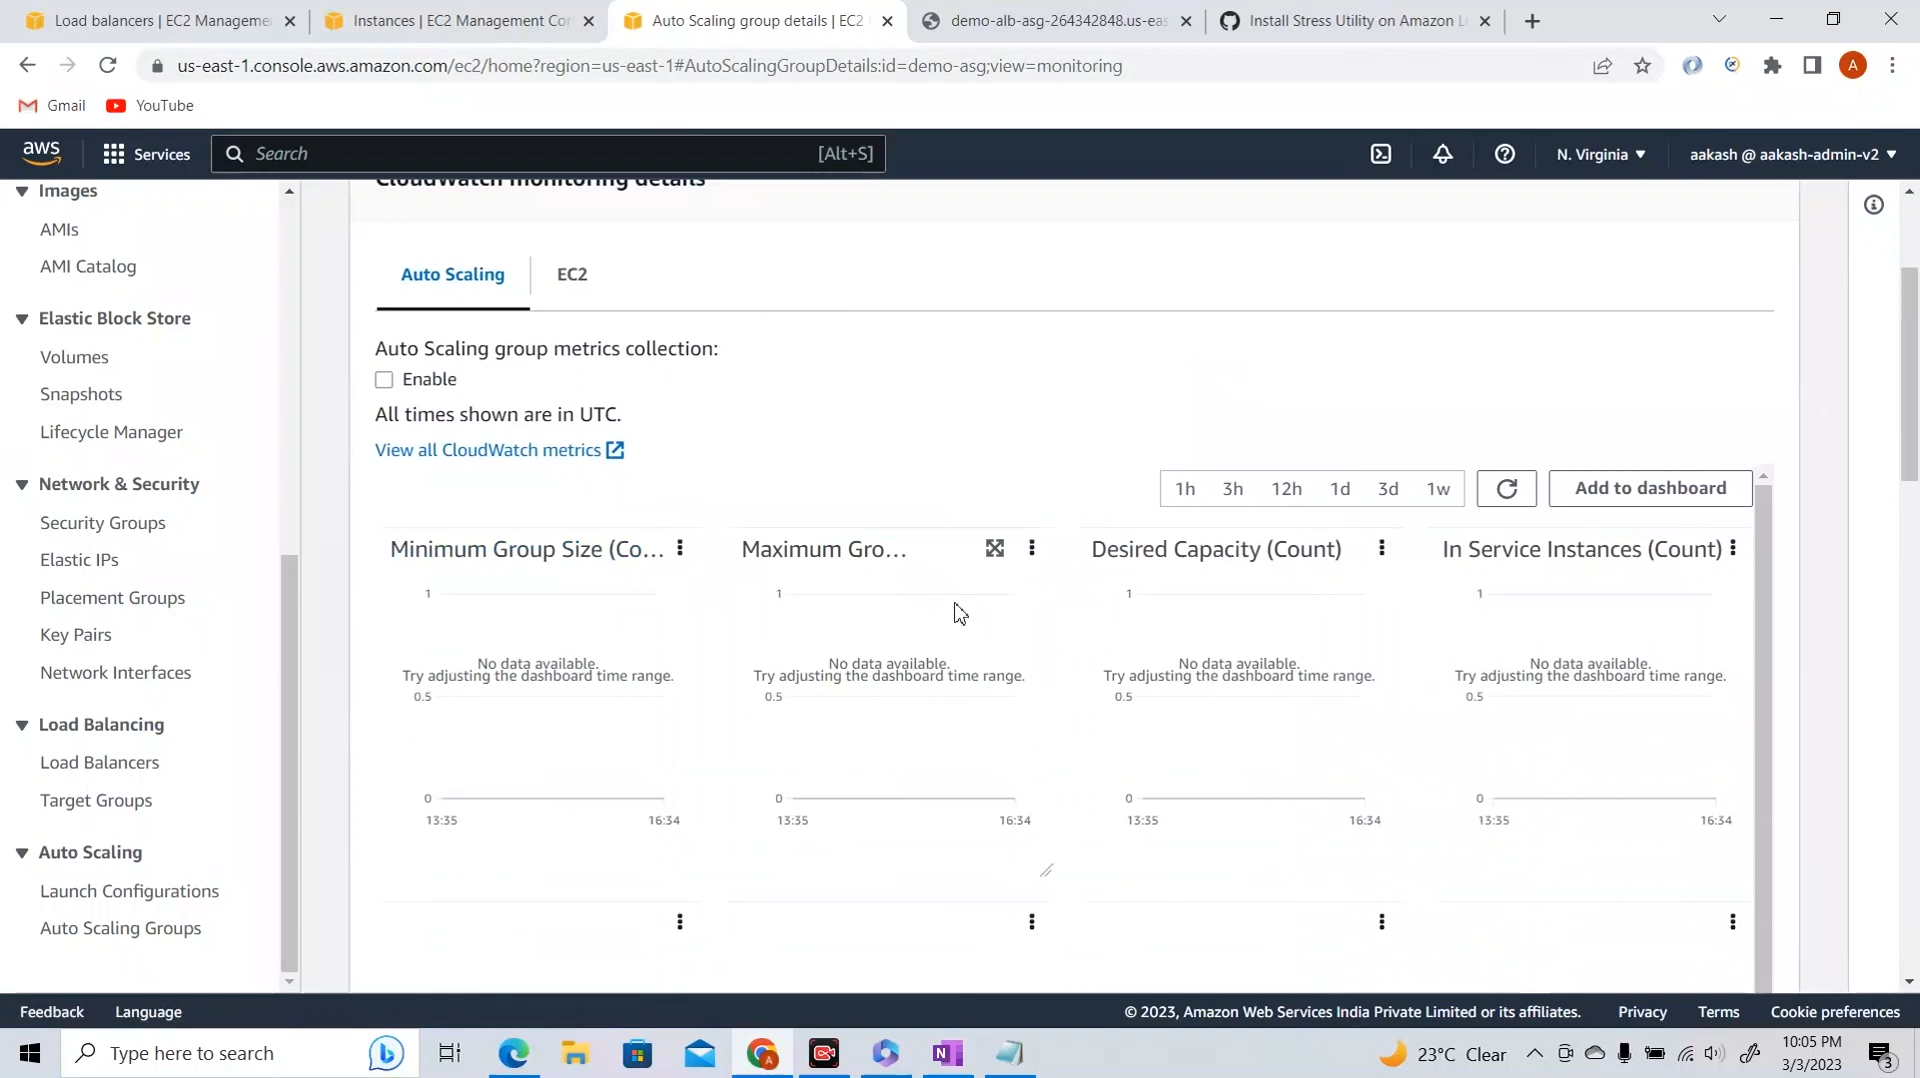 Load balancers | EC2 Manageme
Instances | EC2 Management Con
Auto Scaling group details | EC2
demo-alb-asg-264342848.us-eas
Install Stress Utility on Amazon L
us-east-1.console.aws.amazon.com/ec2/home?region=us-east-1#AutoScalingGroupDetails:id=demo-asg;view=monitoring
A
Gmail
YouTube
aws
Services
Search
[Alt+S]
N. Virginia
aakash @ aakash-admin-v2
Images
AMIs
AMI Catalog
Elastic Block Store
Volumes
Snapshots
Lifecycle Manager
Network & Security
Security Groups
Elastic IPs
Placement Groups
Key Pairs
Network Interfaces
Load Balancing
Load Balancers
Target Groups
Auto Scaling
Launch Configurations
Auto Scaling Groups
CloudWatch monitoring details
Auto Scaling
EC2
Auto Scaling group metrics collection:
Enable
All times shown are in UTC.
View all CloudWatch metrics
1h 3h 12h 1d 3d 1w
Add to dashboard
Minimum Group Size (Co...
1
No data available.
Try adjusting the dashboard time range.
0.5
0
13:35 16:34
Maximum Gro...
1
No data available.
Try adjusting the dashboard time range.
0.5
0
13:35 16:34
Desired Capacity (Count)
1
No data available.
Try adjusting the dashboard time range.
0.5
0
13:35 16:34
In Service Instances (Count)
1
No data available.
Try adjusting the dashboard time range.
0.5
0
13:35 16:34
Feedback
Language
© 2023, Amazon Web Services India Private Limited or its affiliates.
Privacy
Terms
Cookie preferences
Type here to search
23°C Clear
10:05 PM
3/3/2023
3